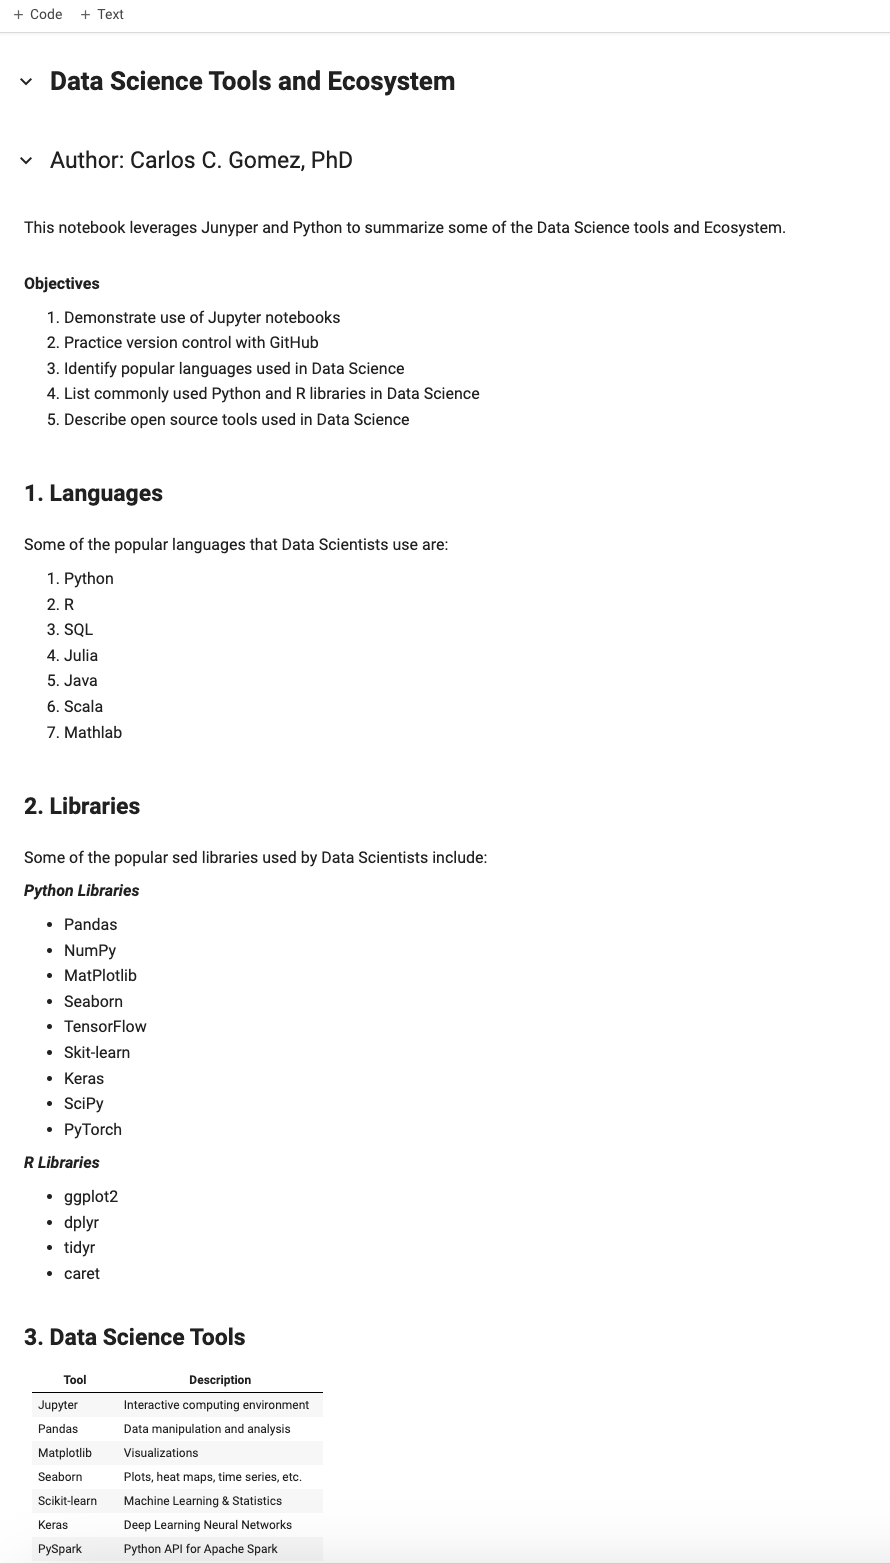 + Code + Text
Data Science Tools and Ecosystem
Author: Carlos C. Gomez, PhD
This notebook leverages Junyper and Python to summarize some of the Data Science tools and Ecosystem.
Objectives
1. Demonstrate use of Jupyter notebooks
2. Practice version control with GitHub
3. Identify popular languages used in Data Science
4. List commonly used Python and R libraries in Data Science
5. Describe open source tools used in Data Science
1. Languages
Some of the popular languages that Data Scientists use are:
1. Python
2. R
3. SQL
4. Julia
5. Java
6. Scala
7. Mathlab
2. Libraries
Some of the popular sed libraries used by Data Scientists include:
Python Libraries
• Pandas
• NumPy
• MatPlotlib
• Seaborn
• TensorFlow
• Skit-learn
• Keras
• SciPy
• PyTorch
R Libraries
• ggplot2
• dplyr
• tidyr
• caret
3. Data Science Tools
Tool Description
Jupyter Interactive computing environment
Pandas Data manipulation and analysis
Matplotlib Visualizations
Seaborn Plots, heat maps, time series, etc.
Scikit-learn Machine Learning & Statistics
Keras Deep Learning Neural Networks
PySpark Python API for Apache Spark